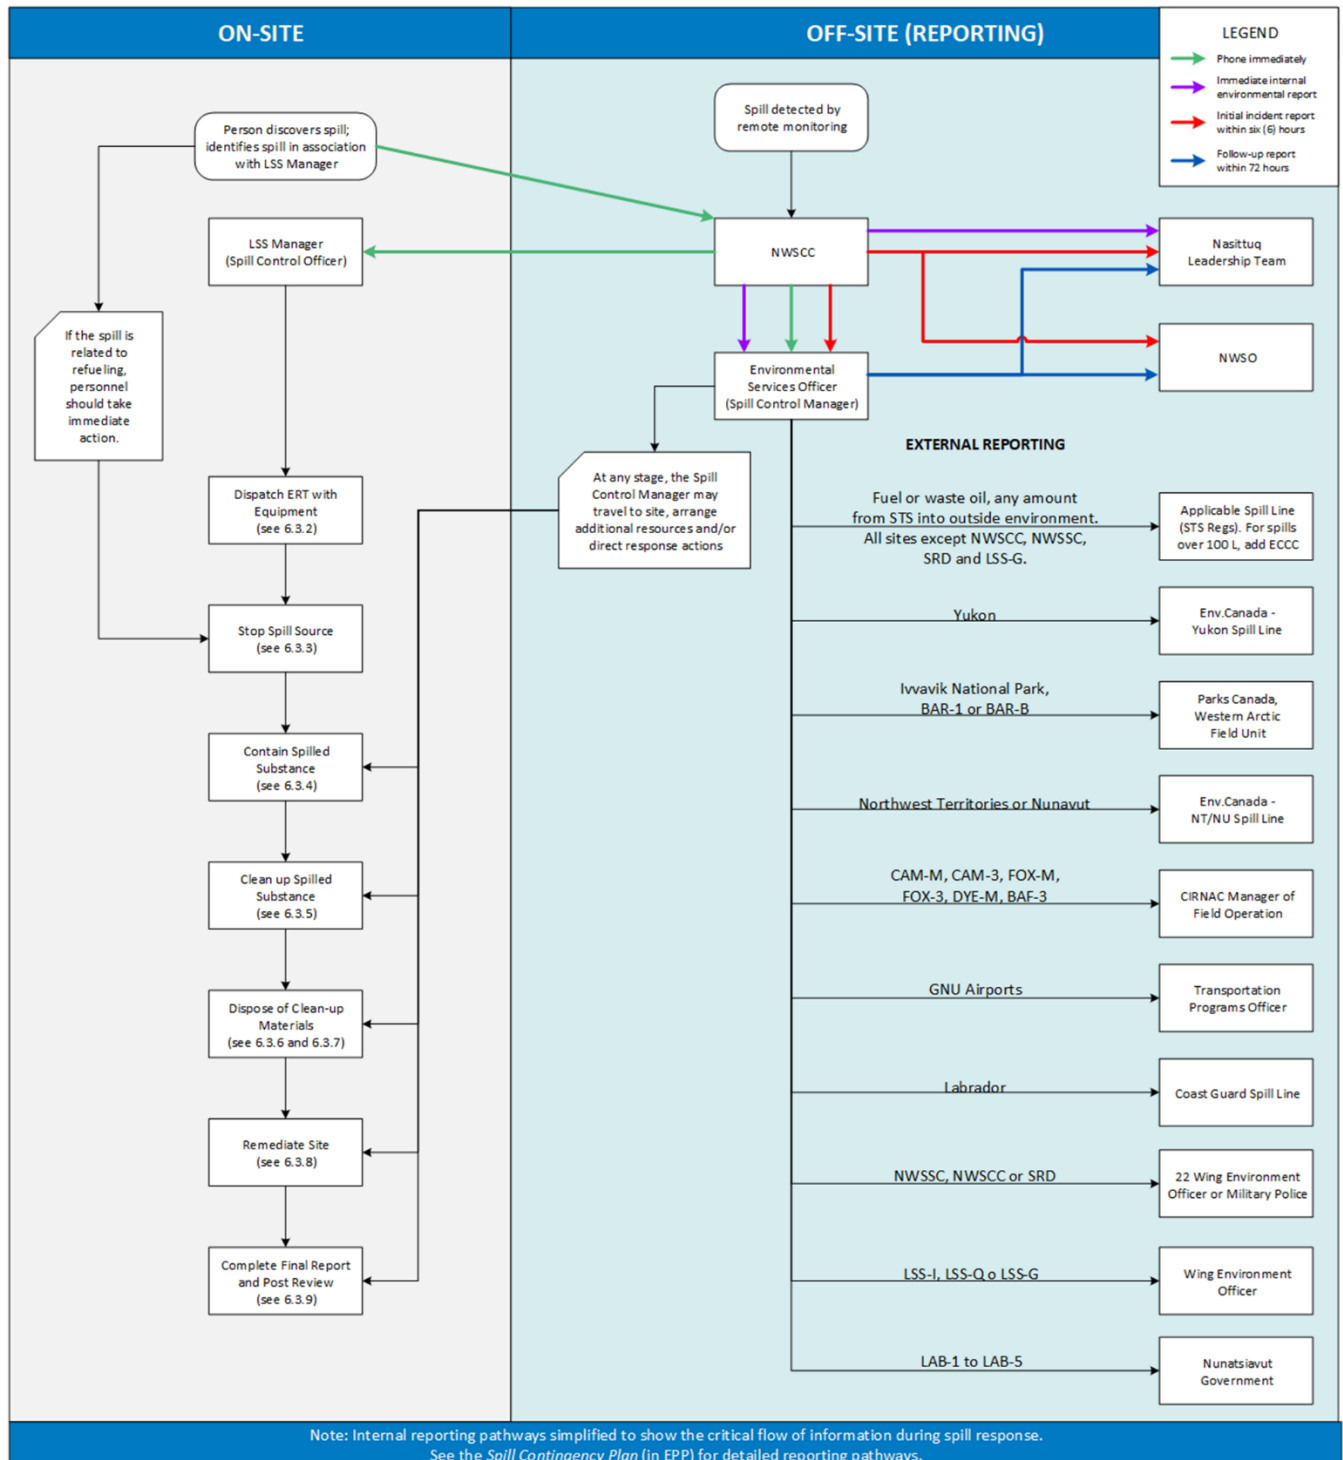 ON-SITE
OFF-SITE (REPORTING)
LEGEND
Phone immediately
Immediate internal
environmental report
Initial incident report
within six (6) hours
Follow-up report
within 72 hours
Person discovers spill;
identifies spill in association
with LSS Manager
Spill detected by
remote monitoring
LSS Manager
(Spill Control Officer)
NWSCC
Nasittuq
Leadership Team
If the spill is
related to
refueling,
personnel
should take
immediate
action.
NWSO
Environmental
Services Officer
(Spill Control Manager)
EXTERNAL REPORTING
At any stage, the Spill
Control Manager may
travel to site, arrange
additional resources and/or
direct response actions
Dispatch ERT with
Equipment
(see 6.3.2)
Stop Spill Source
(see 6.3.3)
Contain Spilled
Substance
(see 6.3.4)
Clean up Spilled
Substance
(see 6.3.5)
Dispose of Clean-up
Materials
(see 6.3.6 and 6.3.7)
Remediate Site
(see 6.3.8)
Complete Final Report
and Post Review
(see 6.3.9)
Fuel or waste oil, any amount
from STS into outside environment.
All sites except NWSCC, NWSSC,
SRD and LSS-G.
Applicable Spill Line
(STS Regs). For spills
over 100 L, add ECCC
Yukon
Env.Canada -
Yukon Spill Line
Ivvavik National Park,
BAR-1 or BAR-B
Parks Canada,
Western Arctic
Field Unit
Northwest Territories or Nunavut
Env.Canada -
NT/NU Spill Line
CAM-M, CAM-3, FOX-M,
FOX-3, DYE-M, BAF-3
CIRNAC Manager of
Field Operation
GNU Airports
Transportation
Programs Officer
Labrador
Coast Guard Spill Line
NWSSC, NWSCC or SRD
22 Wing Environment
Officer or Military Police
LSS-I, LSS-Q o LSS-G
Wing Environment
Officer
LAB-1 to LAB-5
Nunatsiavut
Government
Note: Internal reporting pathways simplified to show the critical flow of information during spill response.
See the Spill Contingency Plan (in EPP) for detailed reporting pathways.